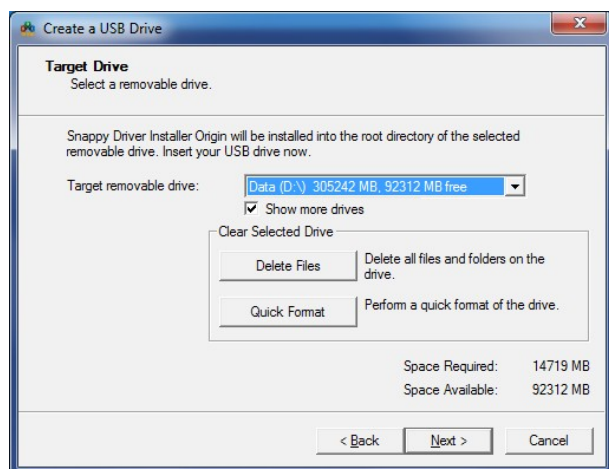 Create a USB Drive
Target Drive
Select a removable drive.
Snappy Driver Installer Origin will be installed into the root directory of the selected
removable drive. Insert your USB drive now.
Target removable drive:
Data (D:\) 305242 MB, 92312 MB free
Show more drives
Clear Selected Drive
Delete Files
Delete all files and folders on the
drive.
Quick Format
Perform a quick format of the drive.
Space Required: 14719 MB
Space Available: 92312 MB
< Back
Next >
Cancel